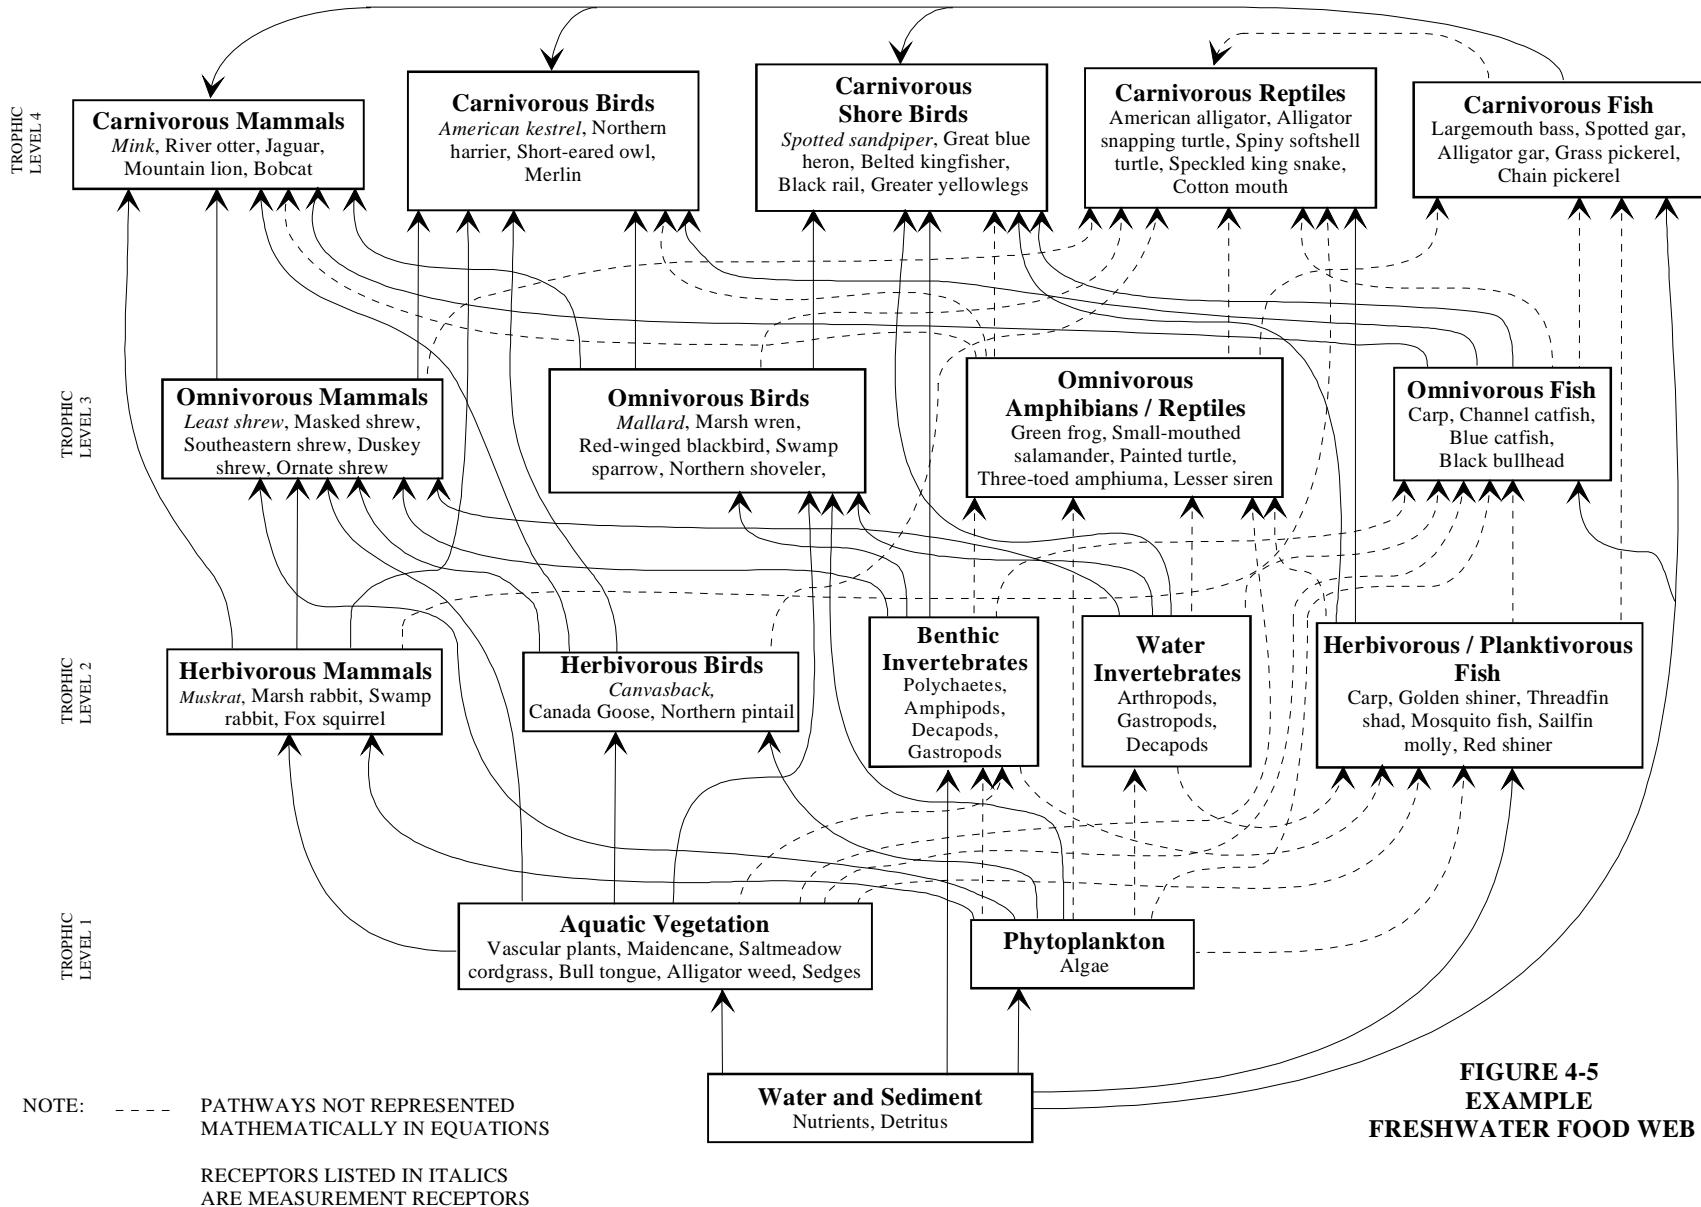 TROPHIC
LEVEL 4
Carnivorous Mammals
Mink, River otter, Jaguar,
Mountain lion, Bobcat
Carnivorous Birds
American kestrel, Northern
harrier, Short-eared owl,
Merlin
Carnivorous
Shore Birds
Spotted sandpiper, Great blue
heron, Belted kingfisher,
Black rail, Greater yellowlegs
Carnivorous Reptiles
American alligator, Alligator
snapping turtle, Spiny softshell
turtle, Speckled king snake,
Cotton mouth
Carnivorous Fish
Largemouth bass, Spotted gar,
Alligator gar, Grass pickerel,
Chain pickerel
TROPHIC
LEVEL 3
Omnivorous Mammals
Least shrew, Masked shrew,
Southeastern shrew, Duskey
shrew, Ornate shrew
Omnivorous Birds
Mallard, Marsh wren,
Red-winged blackbird, Swamp
sparrow, Northern shoveler,
Omnivorous
Amphibians / Reptiles
Green frog, Small-mouthed
salamander, Painted turtle,
Three-toed amphiuma, Lesser siren
Omnivorous Fish
Carp, Channel catfish,
Blue catfish,
Black bullhead
TROPHIC
LEVEL 2
Herbivorous Mammals
Muskrat, Marsh rabbit, Swamp
rabbit, Fox squirrel
Herbivorous Birds
Canvasback,
Canada Goose, Northern pintail
Benthic
Invertebrates
Polychaetes,
Amphipods,
Decapods,
Gastropods
Water
Invertebrates
Arthropods,
Gastropods,
Decapods
Herbivorous / Planktivorous
Fish
Carp, Golden shiner, Threadfin
shad, Mosquito fish, Sailfin
molly, Red shiner
TROPHIC
LEVEL 1
Aquatic Vegetation
Vascular plants, Maidencane, Saltmeadow
cordgrass, Bull tongue, Alligator weed, Sedges
Phytoplankton
Algae
Water and Sediment
Nutrients, Detritus
NOTE:
PATHWAYS NOT REPRESENTED
MATHEMATICALLY IN EQUATIONS
RECEPTORS LISTED IN ITALICS
ARE MEASUREMENT RECEPTORS
FIGURE 4-5
EXAMPLE
FRESHWATER FOOD WEB